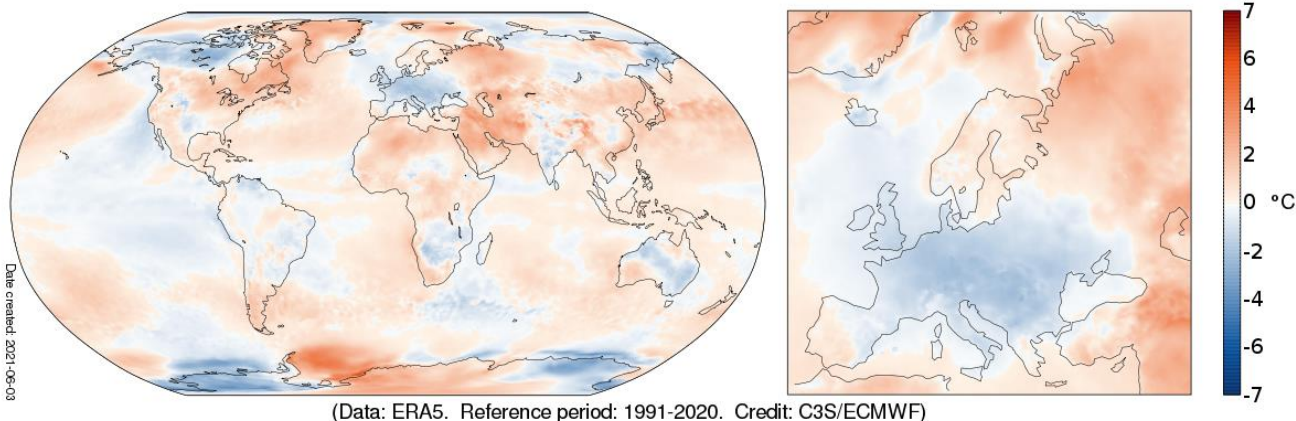 Date created: 2021-06-03
7
4
2
0 °C
-2
-4
-6
-7
(Data: ERA5. Reference period: 1991-2020. Credit: C3S/ECMWF)